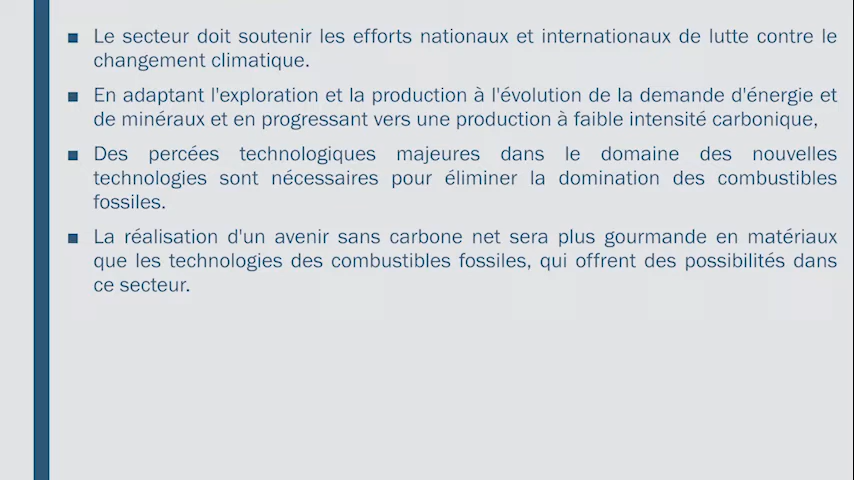 Le secteur doit soutenir les efforts nationaux et internationaux de lutte contre le
changement climatique.
En adaptant l'exploration et la production à l'évolution de la demande d'énergie et
de minéraux et en progressant vers une production à faible intensité carbonique,
Des percées technologiques majeures dans le domaine des nouvelles
technologies sont nécessaires pour éliminer la domination des combustibles
fossiles.
La réalisation d'un avenir sans carbone net sera plus gourmande en matériaux
que les technologies des combustibles fossiles, qui offrent des possibilités dans
ce secteur.